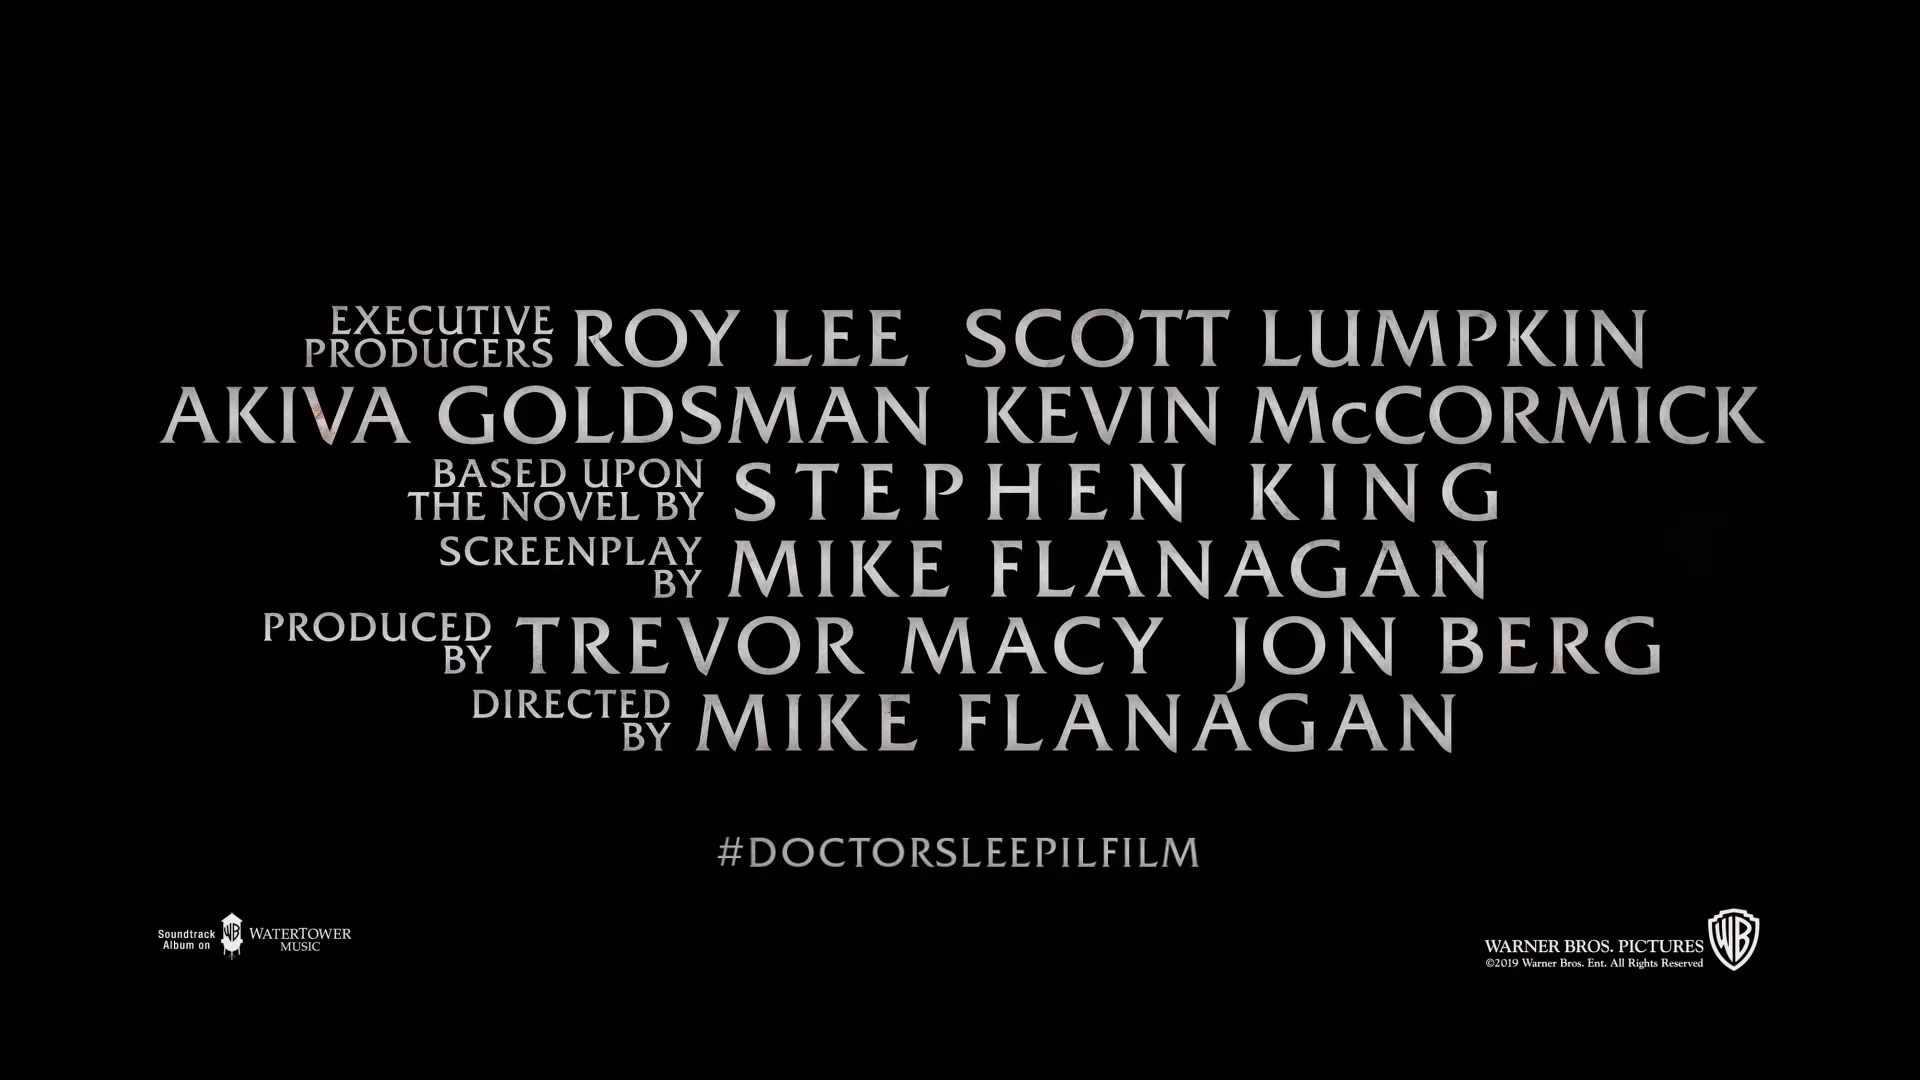 EXECUTIVE PRODUCERS ROY LEE SCOTT LUMPKIN
AKIVA GOLDSMAN KEVIN McCORMICK
BASED UPON THE NOVEL BY STEPHEN KING
SCREENPLAY BY MIKE FLANAGAN
PRODUCED BY TREVOR MACY JON BERG
DIRECTED BY MIKE FLANAGAN
#DOCTORSLEEPILFILM
Soundtrack Album on WB WATERTOWER MUSIC
WARNER BROS. PICTURES WB
©2019 Warner Bros. Ent. All Rights Reserved